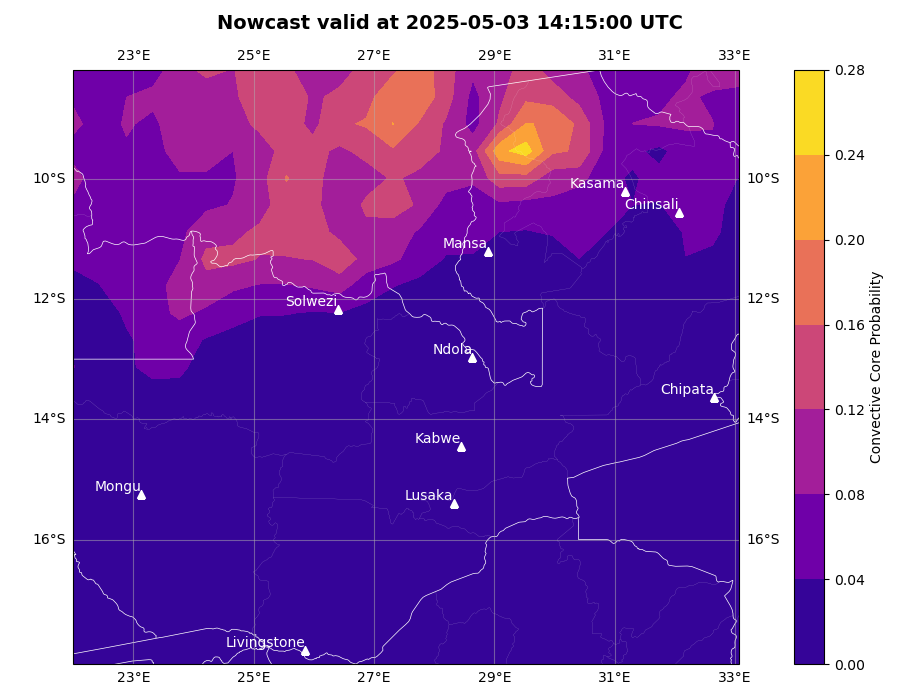 Nowcast valid at 2025-05-03 14:15:00 UTC
23°E 25°E 27°E 29°E 31°E 33°E
0.28
0.24
10°S Kasama 10°S
Chinsali
0.20
Mansa
12°S Solwezi 12°S
0.16
Ndola
Chipata
0.12
14°S 14°S
Kabwe
Mongu Lusaka
0.08
16°S 16°S
0.04
Livingstone
0.00
23°E 25°E 27°E 29°E 31°E 33°E
Convective Core Probability